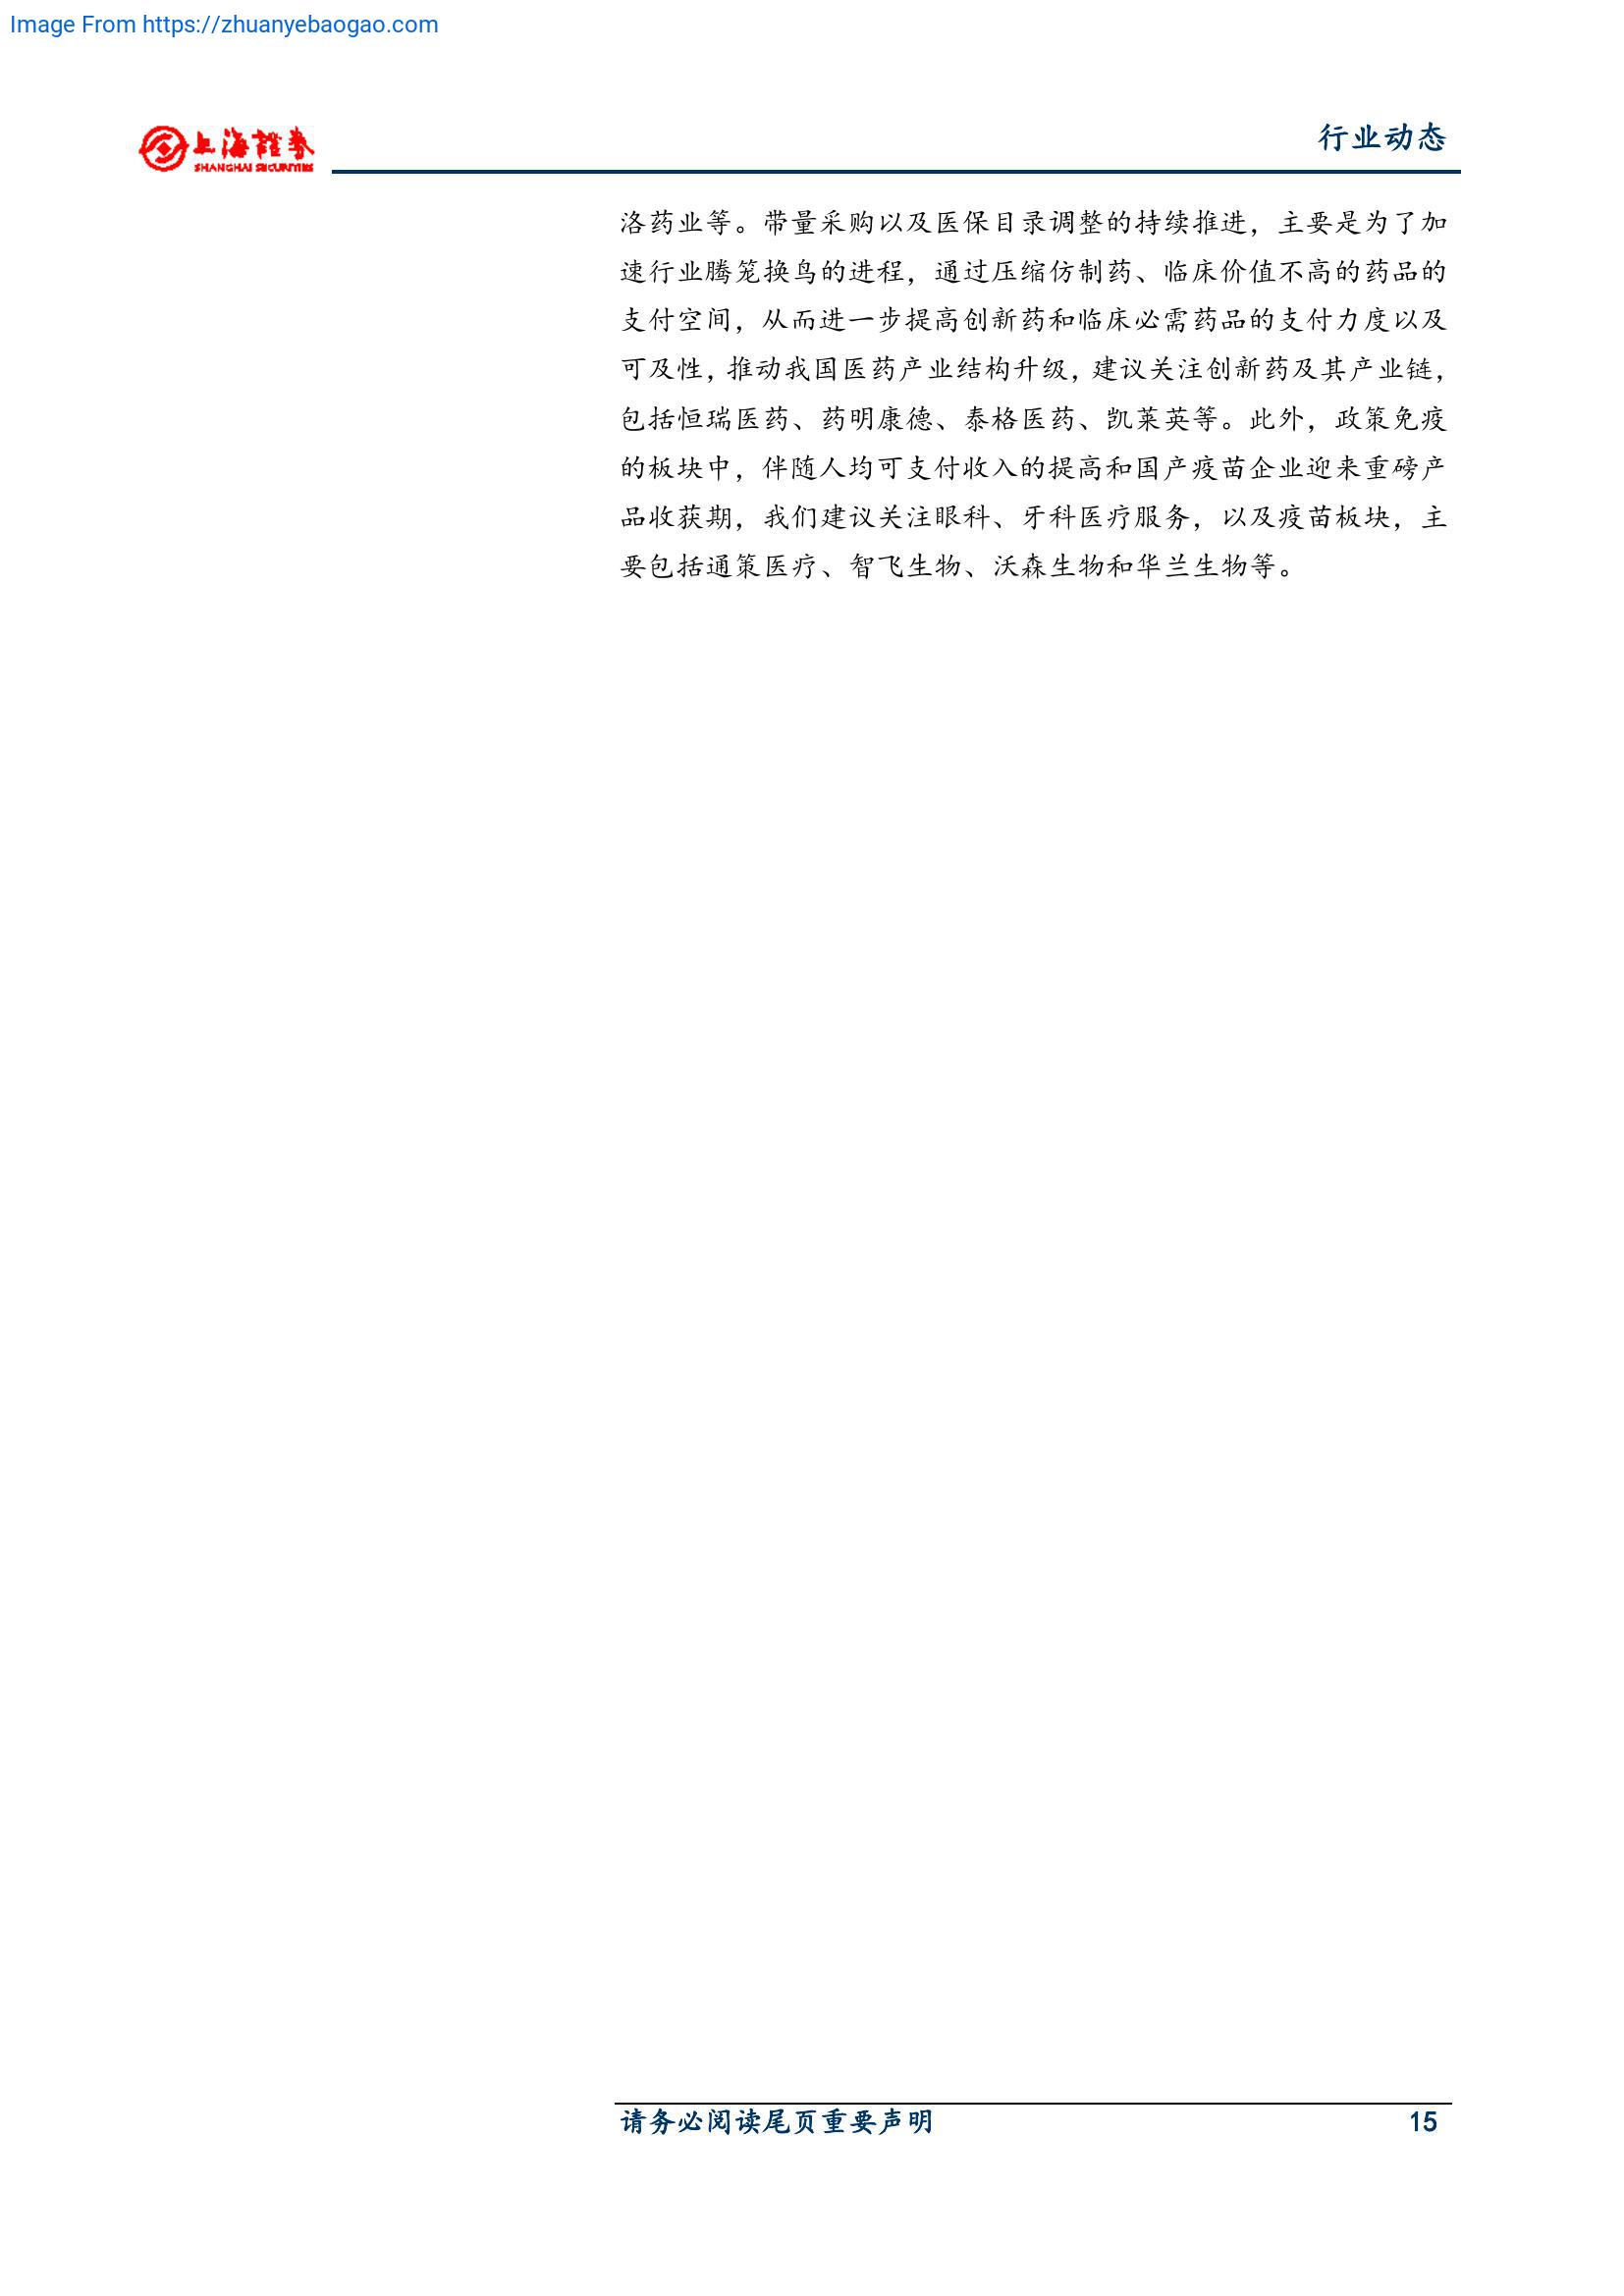 Image From https://zhuanyebaogao.com
上海證券
SHANGHAI SECURITIES
行业动态
洛药业等。带量采购以及医保目录调整的持续推进，主要是为了加
速行业腾笼换鸟的进程，通过压缩仿制药、临床价值不高的药品的
支付空间，从而进一步提高创新药和临床必需药品的支付力度以及
可及性，推动我国医药产业结构升级，建议关注创新药及其产业链，
包括恒瑞医药、药明康德、泰格医药、凯莱英等。此外，政策免疫
的板块中，伴随人均可支付收入的提高和国产疫苗企业迎来重磅产
品收获期，我们建议关注眼科、牙科医疗服务，以及疫苗板块，主
要包括通策医疗、智飞生物、沃森生物和华兰生物等。
请务必阅读尾页重要声明
15